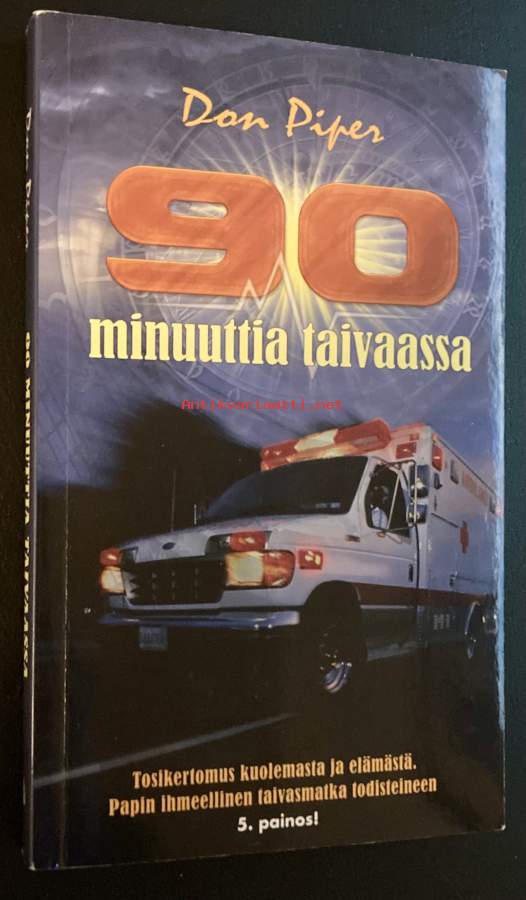 Don Piper
90
minuuttia taivaassa
Antikvariaatti.net
Tosikertomus kuolemasta ja elämästä.
Papin ihmeellinen taivasmatka todisteineen
5. painos!
Don Piper 90 MINUUTTIA TAIVAASSA